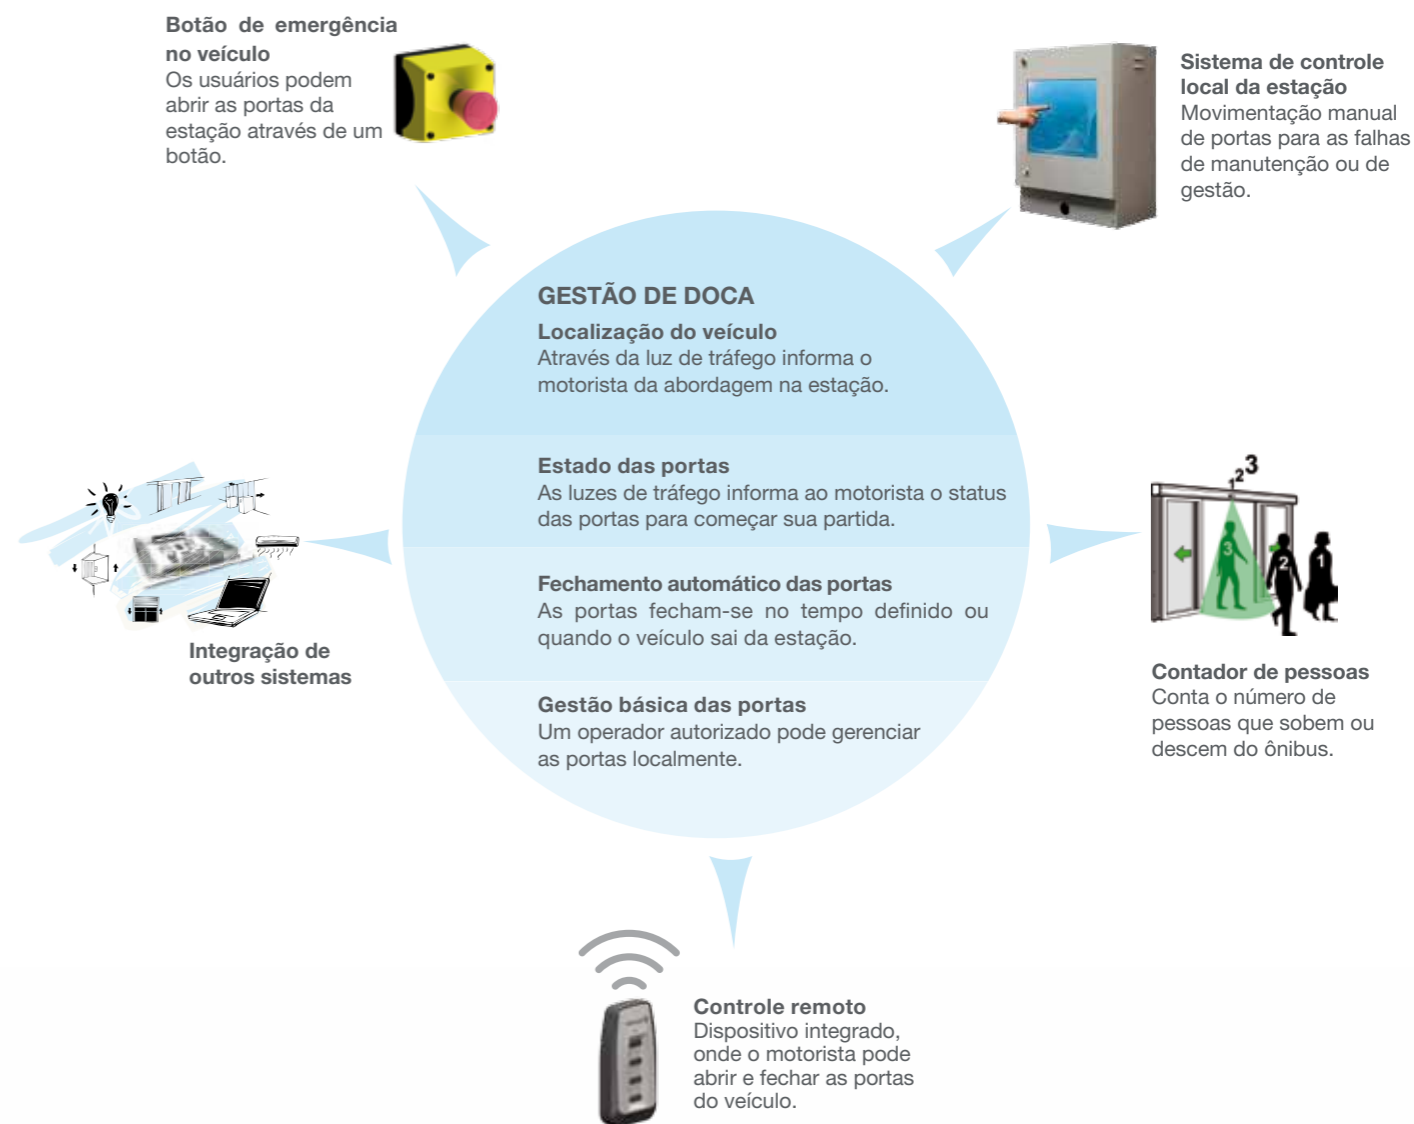 Botão de emergência
no veículo
Os usuários podem
abrir as portas da
estação através de um
botão.
Sistema de controle
local da estação
Movimentação manual
de portas para as falhas
de manutenção ou de
gestão.
GESTÃO DE DOCA
Localização do veículo
Através da luz de tráfego informa o
motorista da abordagem na estação.
Estado das portas
As luzes de tráfego informa ao motorista o status
das portas para começar sua partida.
Fechamento automático das portas
As portas fecham-se no tempo definido ou
quando o veículo sai da estação.
Gestão básica das portas
Um operador autorizado pode gerenciar
as portas localmente.
Integração de
outros sistemas
1 2 3
3 2 1
Contador de pessoas
Conta o número de
pessoas que sobem ou
descem do ônibus.
Controle remoto
Dispositivo integrado,
onde o motorista pode
abrir e fechar as portas
do veículo.